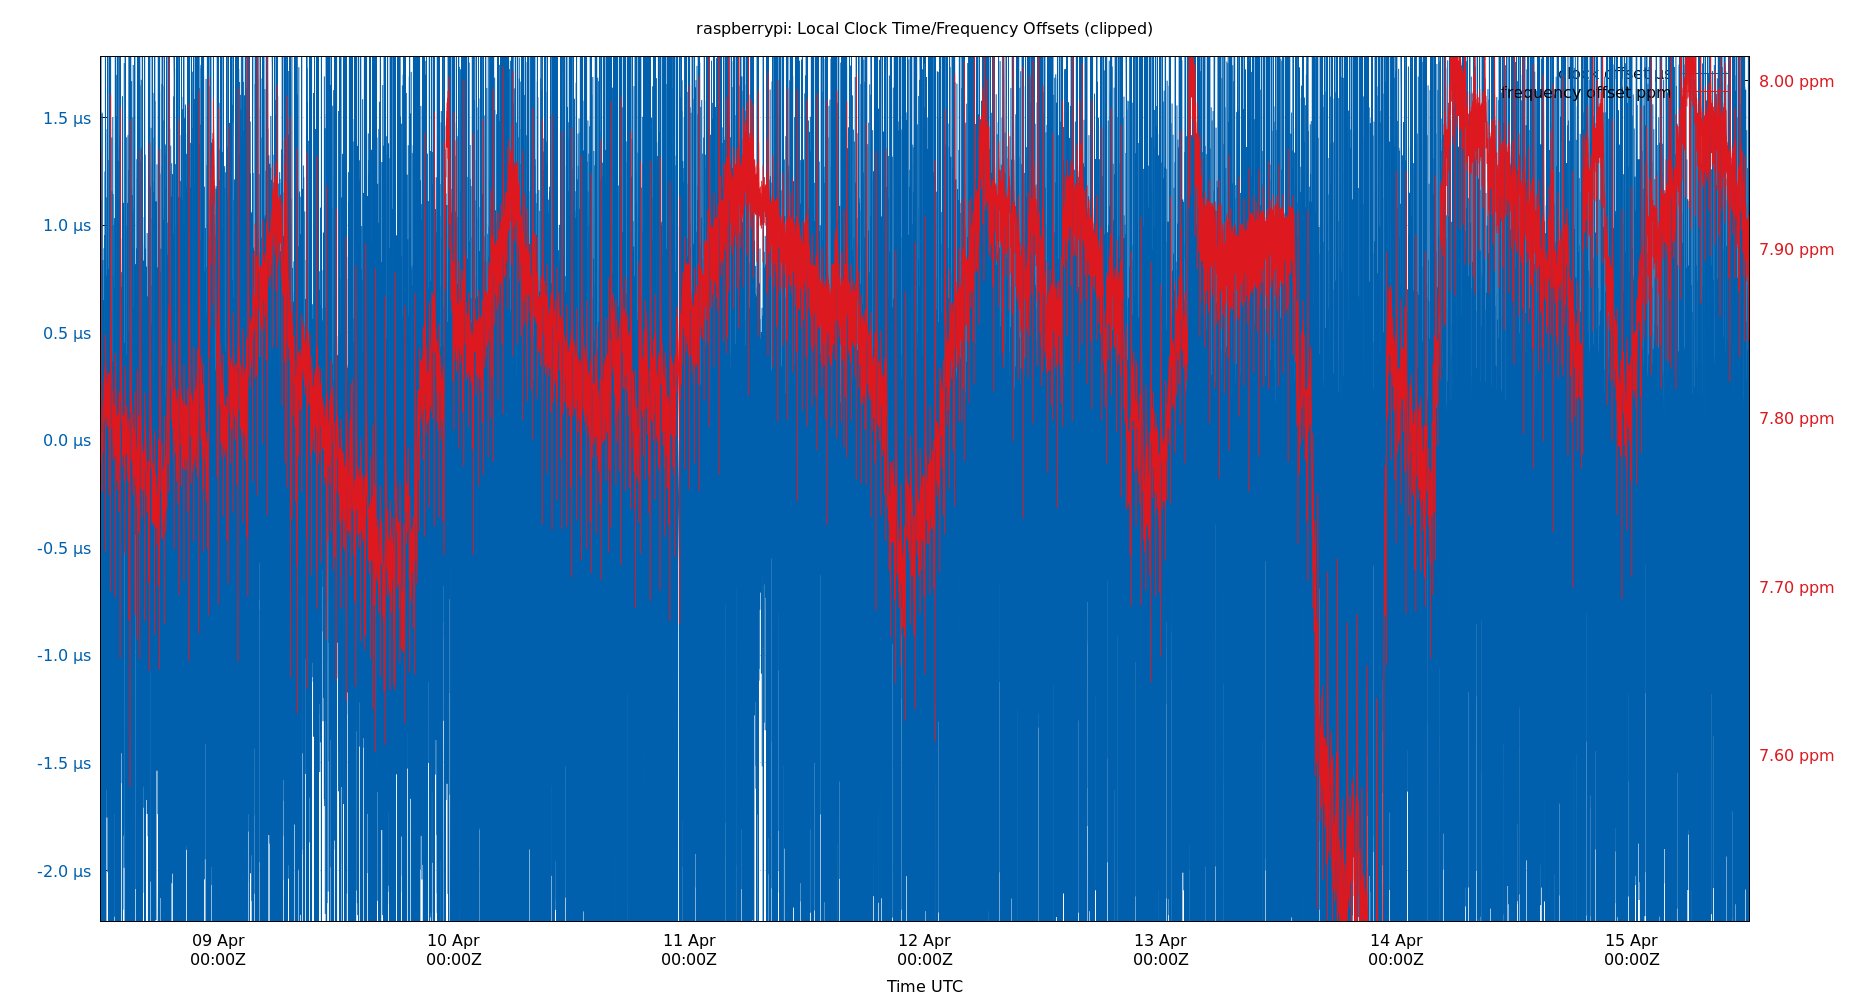 raspberrypi: Local Clock Time/Frequency Offsets (clipped)
clock offset µs
frequency offset ppm
1.5 µs
1.0 µs
0.5 µs
0.0 µs
-0.5 µs
-1.0 µs
-1.5 µs
-2.0 µs
8.00 ppm
7.90 ppm
7.80 ppm
7.70 ppm
7.60 ppm
09 Apr
00:00Z
10 Apr
00:00Z
11 Apr
00:00Z
12 Apr
00:00Z
13 Apr
00:00Z
14 Apr
00:00Z
15 Apr
00:00Z
Time UTC